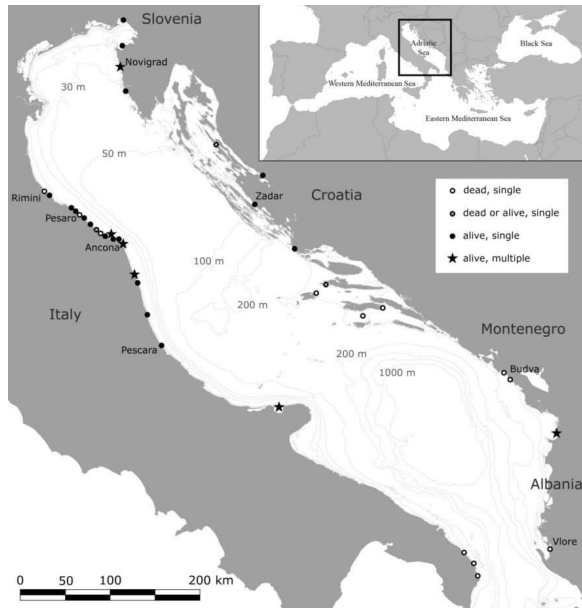 Slovenia
Novigrad
30 m
50 m
Rimini
Pesaro
Ancona
Zadar
Croatia
100 m
200 m
Italy
Pescara
200 m
1000 m
Montenegro
Budva
Albania
Vlore
Adriatic
Sea
Black Sea
Western Mediterranean Sea
Eastern Mediterranean Sea
dead, single
dead or alive, single
alive, single
alive, multiple
0 50 100 150 200 km